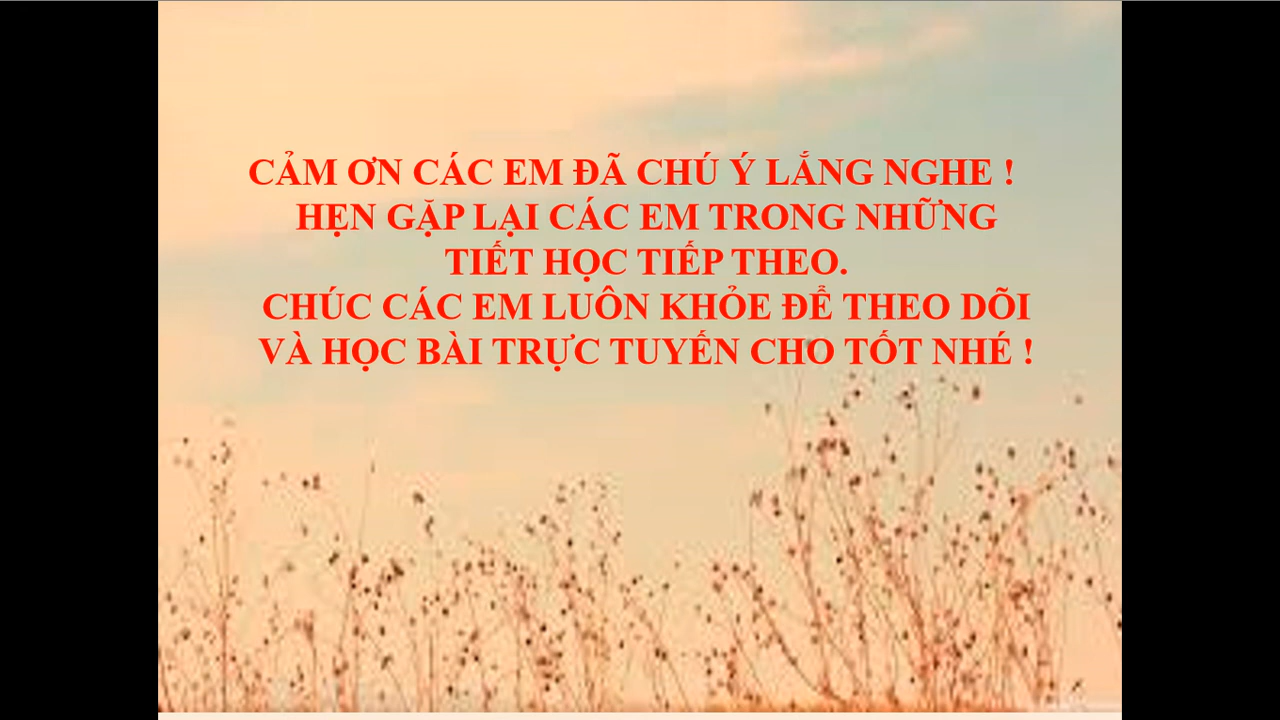 CẢM ƠN CÁC EM ĐÃ CHÚ Ý LẮNG NGHE !
HẸN GẶP LẠI CÁC EM TRONG NHỮNG
TIẾT HỌC TIẾP THEO.
CHÚC CÁC EM LUÔN KHỎE ĐỂ THEO DÕI
VÀ HỌC BÀI TRỰC TUYẾN CHO TỐT NHÉ !